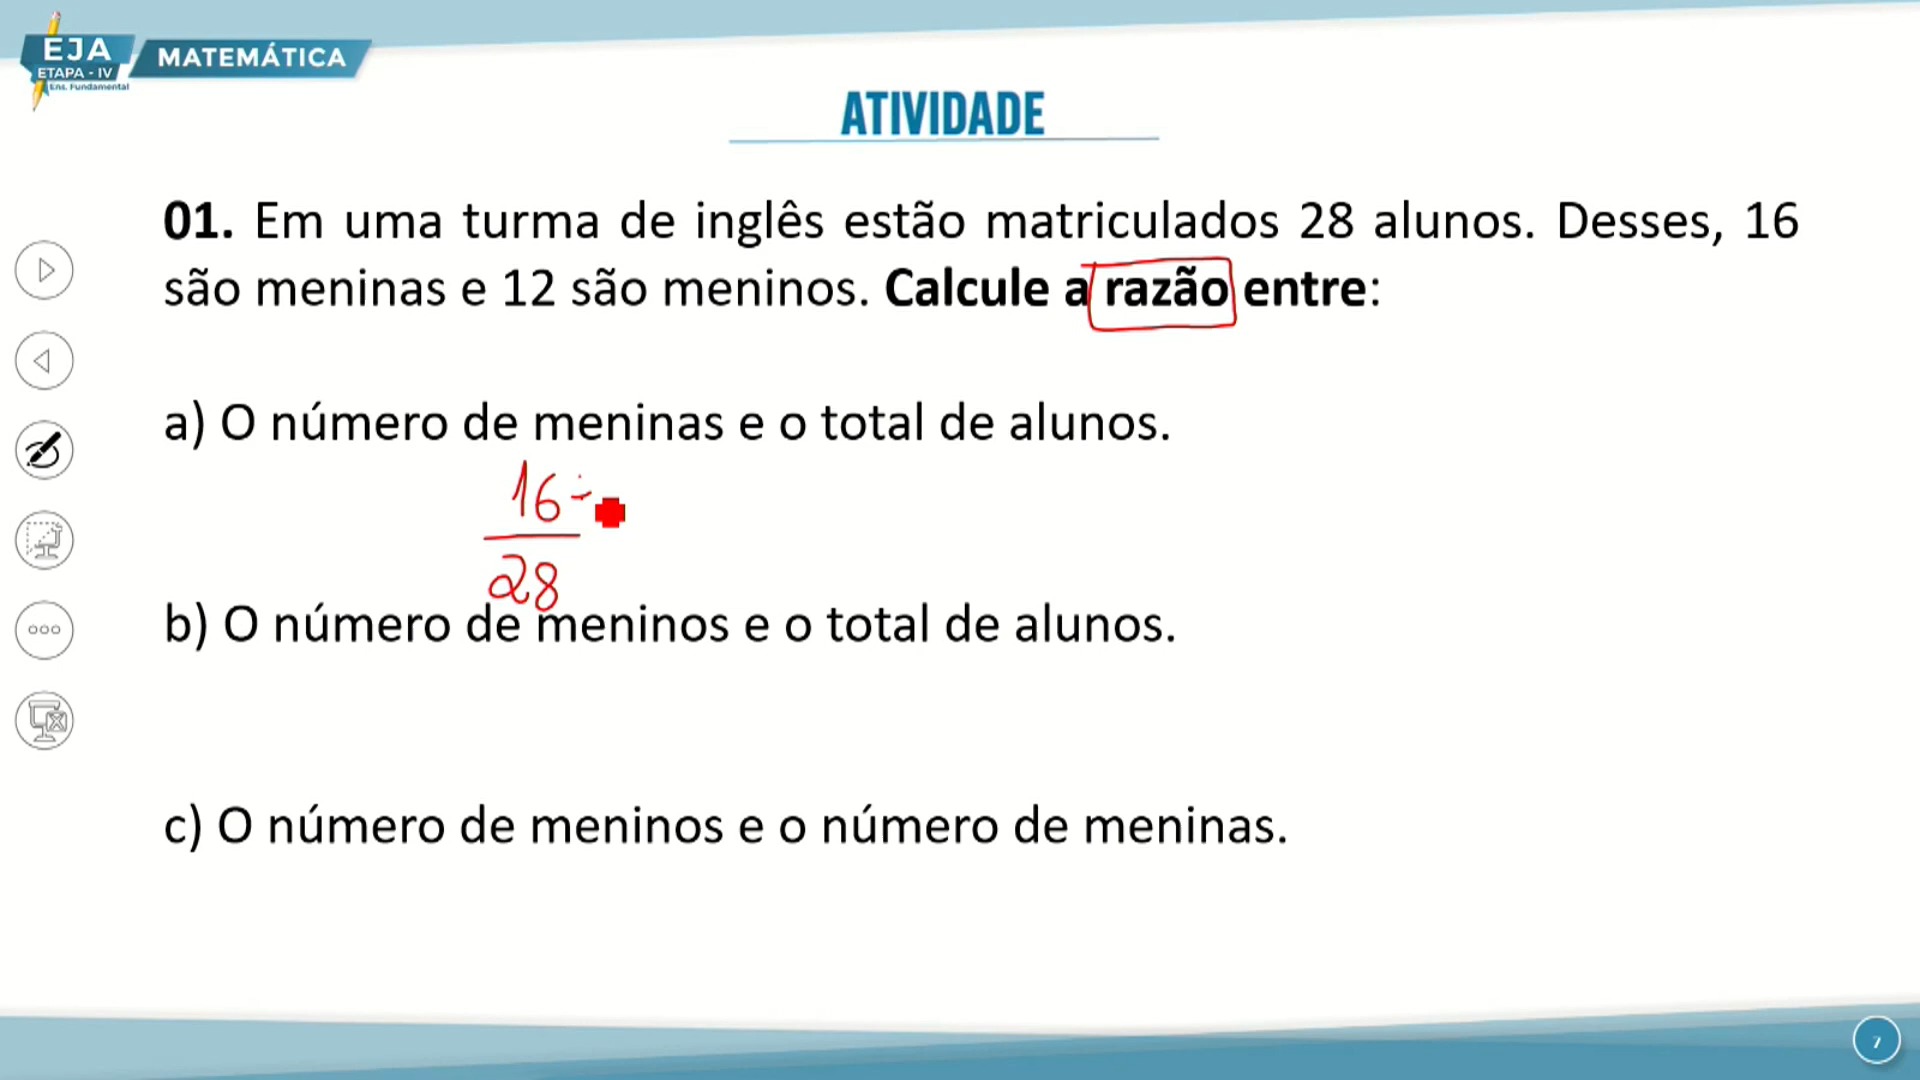 EJA
ETAPA - IV
Ens. Fundamental
MATEMÁTICA
ATIVIDADE
01. Em uma turma de inglês estão matriculados 28 alunos. Desses, 16
são meninas e 12 são meninos. Calcule a razão entre:
a) O número de meninas e o total de alunos.
16 ÷
28
b) O número de meninos e o total de alunos.
c) O número de meninos e o número de meninas.
7